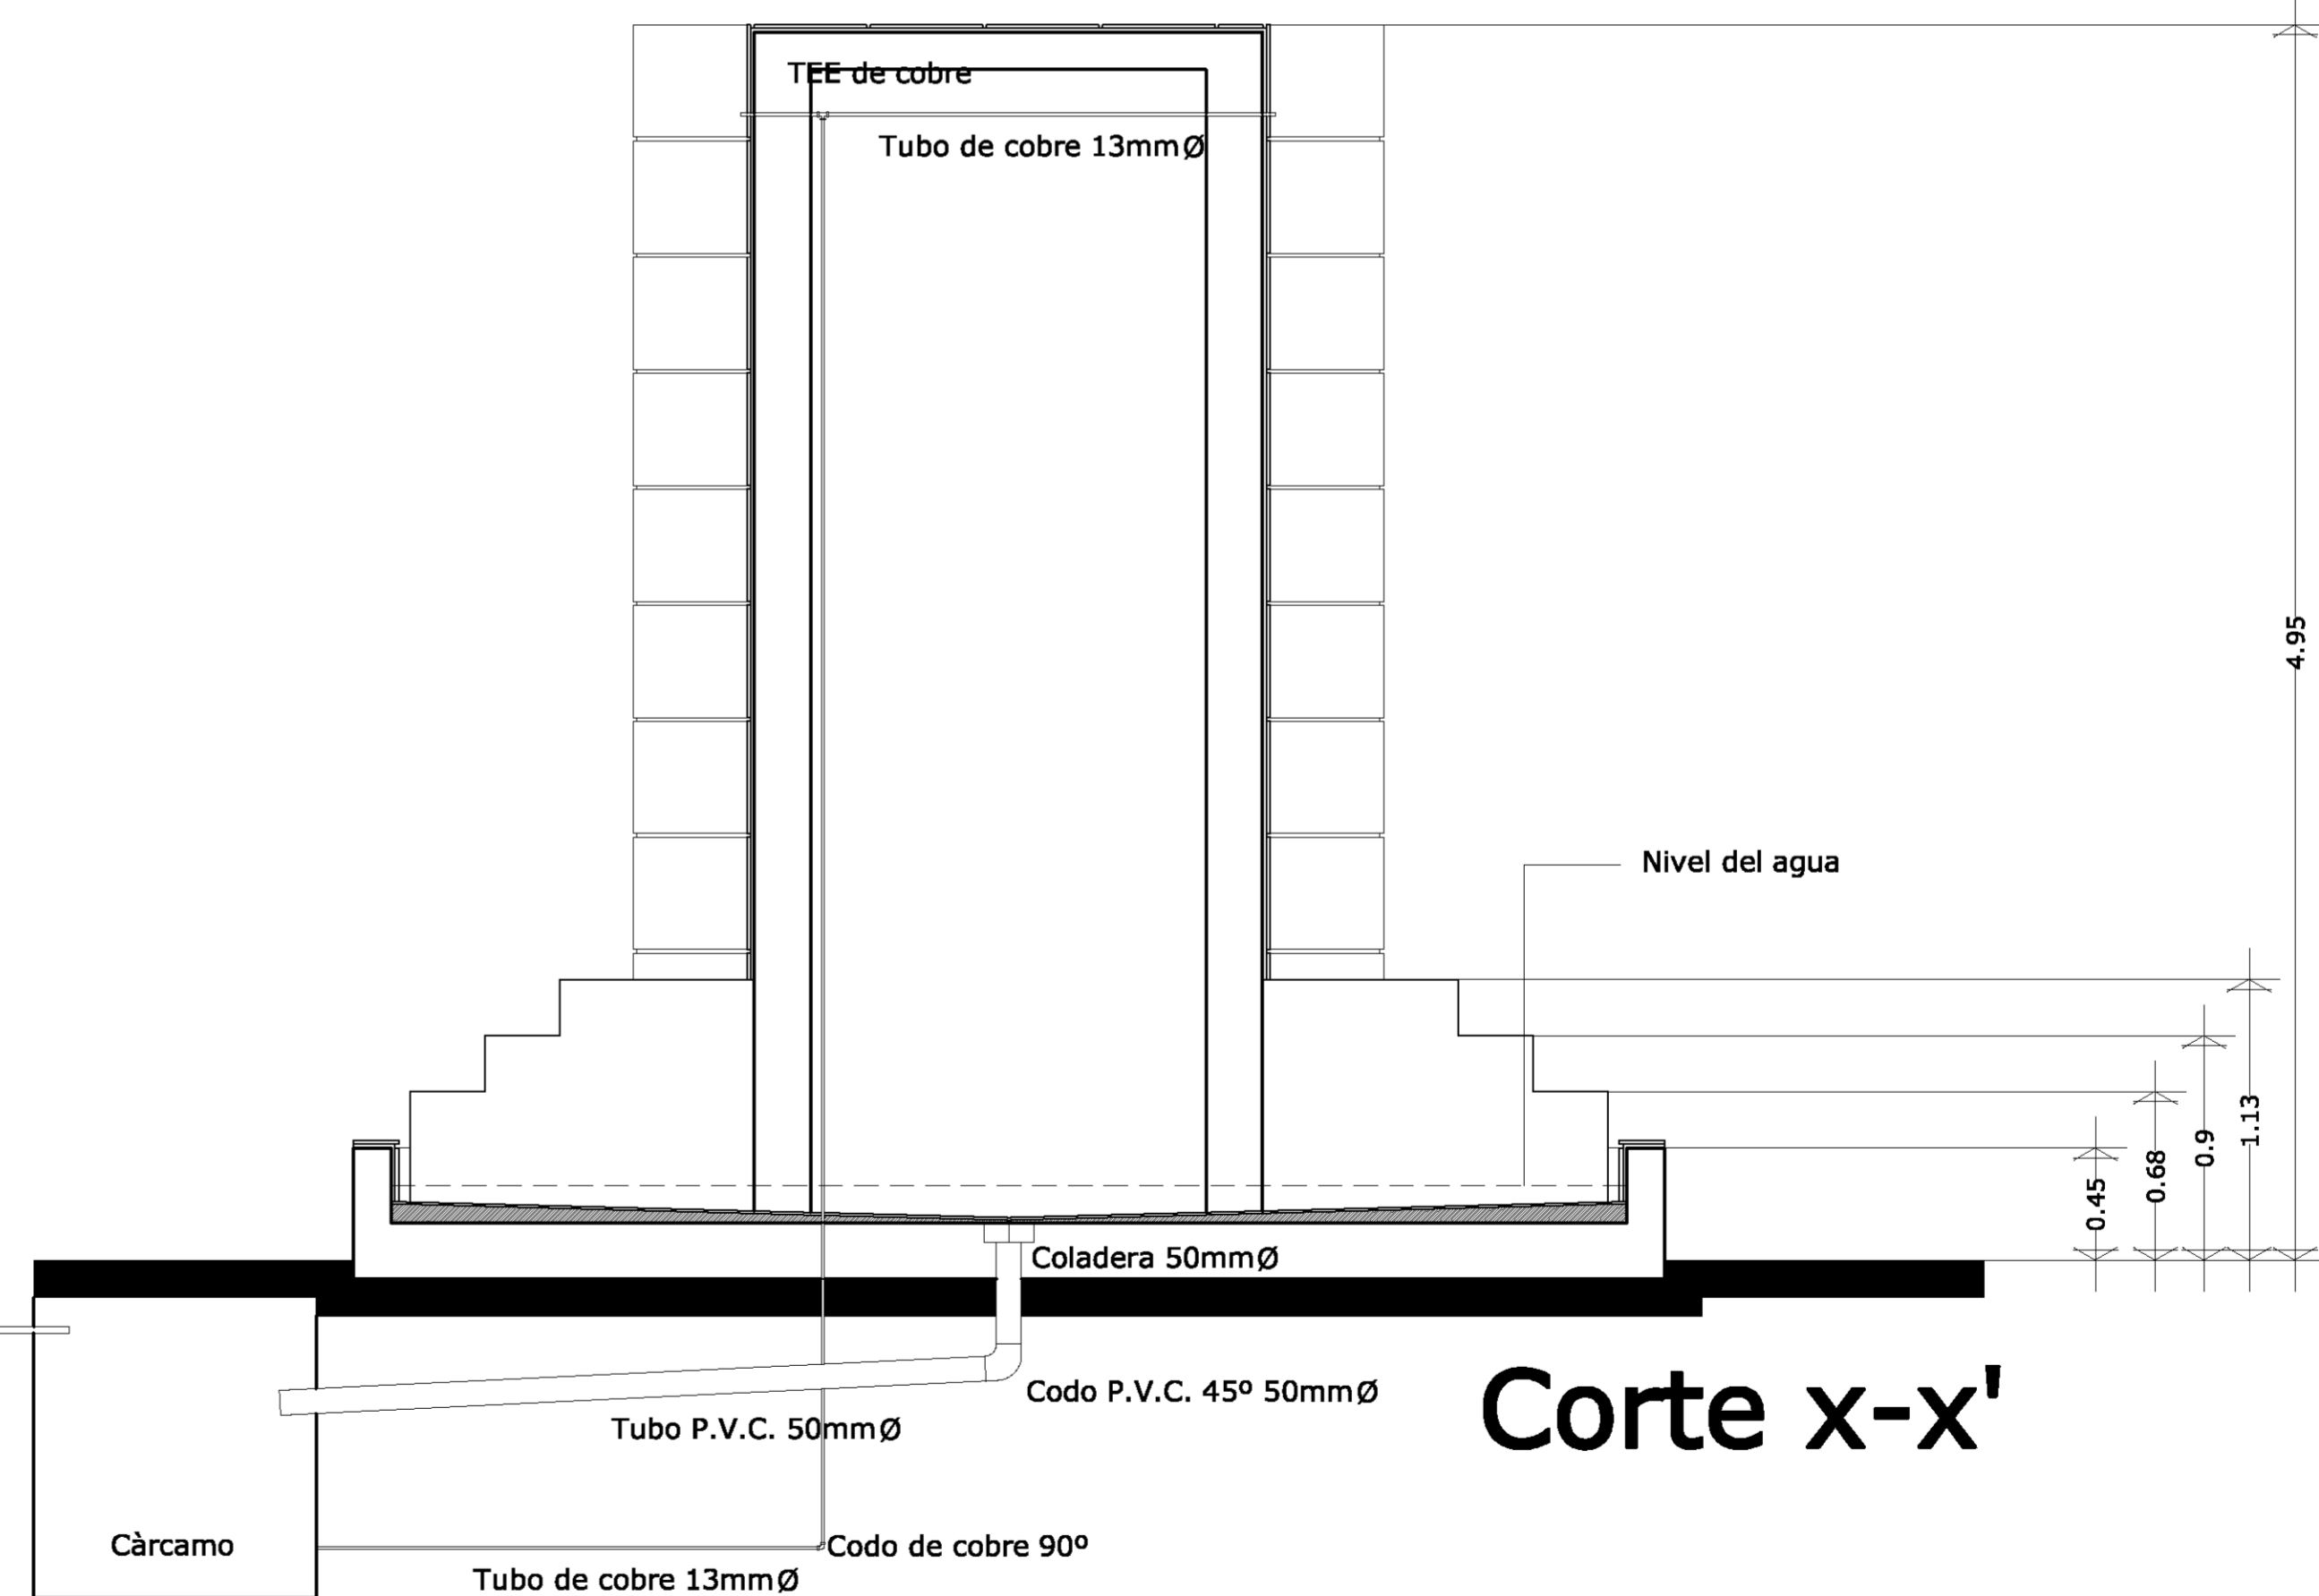 TEE de cobre
Tubo de cobre 13mmØ
4.95
Nivel del agua
1.13
0.9
0.68
0.45
Coladera 50mmØ
Codo P.V.C. 45º 50mmØ
Tubo P.V.C. 50mmØ
Corte x-x'
Càrcamo
Codo de cobre 90º
Tubo de cobre 13mmØ